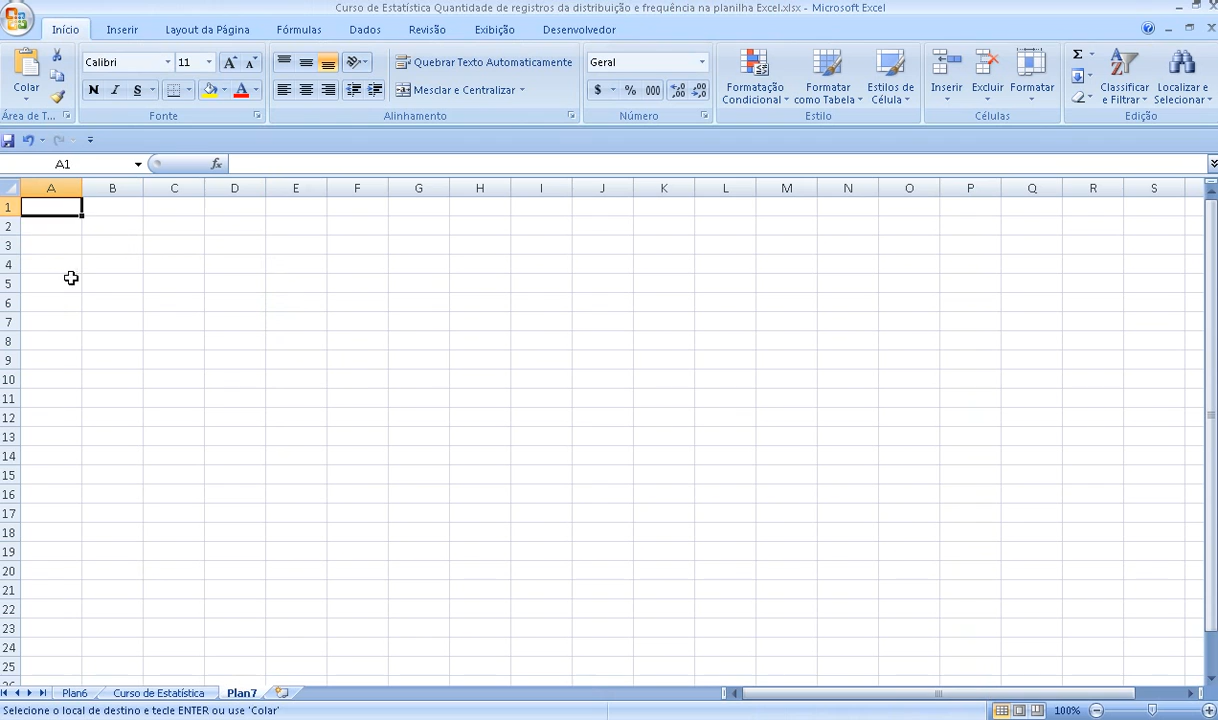 Curso de Estatística Quantidade de registros da distribuição e frequência na planilha Excel.xlsx - Microsoft Excel
Início Inserir Layout da Página Fórmulas Dados Revisão Exibição Desenvolvedor
Calibri 11 Quebrar Texto Automaticamente Geral
Colar N I S A Mesclar e Centralizar $ % 000 Formatação Condicional Formatar como Tabela Estilos de Célula Inserir Excluir Formatar Σ Classificar e Filtrar Localizar e Selecionar
Área de T... Fonte Alinhamento Número Estilo Células Edição
A1 fx
A B C D E F G H I J K L M N O P Q R S
1
2
3
4
5
6
7
8
9
10
11
12
13
14
15
16
17
18
19
20
21
22
23
24
25
Plan6 Curso de Estatística Plan7
Selecione o local de destino e tecle ENTER ou use 'Colar' 100%